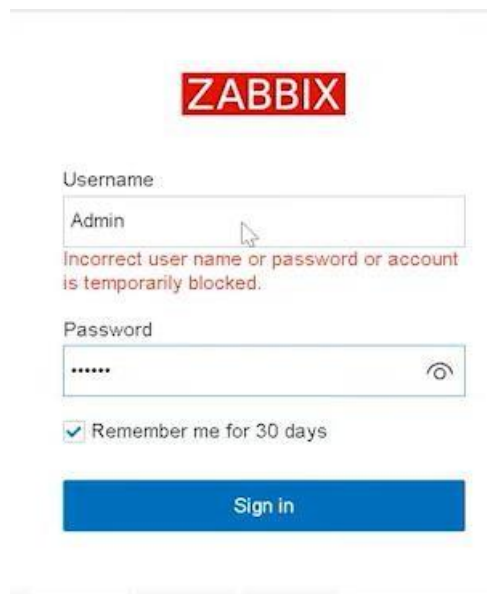 ZABBIX
Username
Admin
Incorrect user name or password or account
is temporarily blocked.
Password
••••••
Remember me for 30 days
Sign in